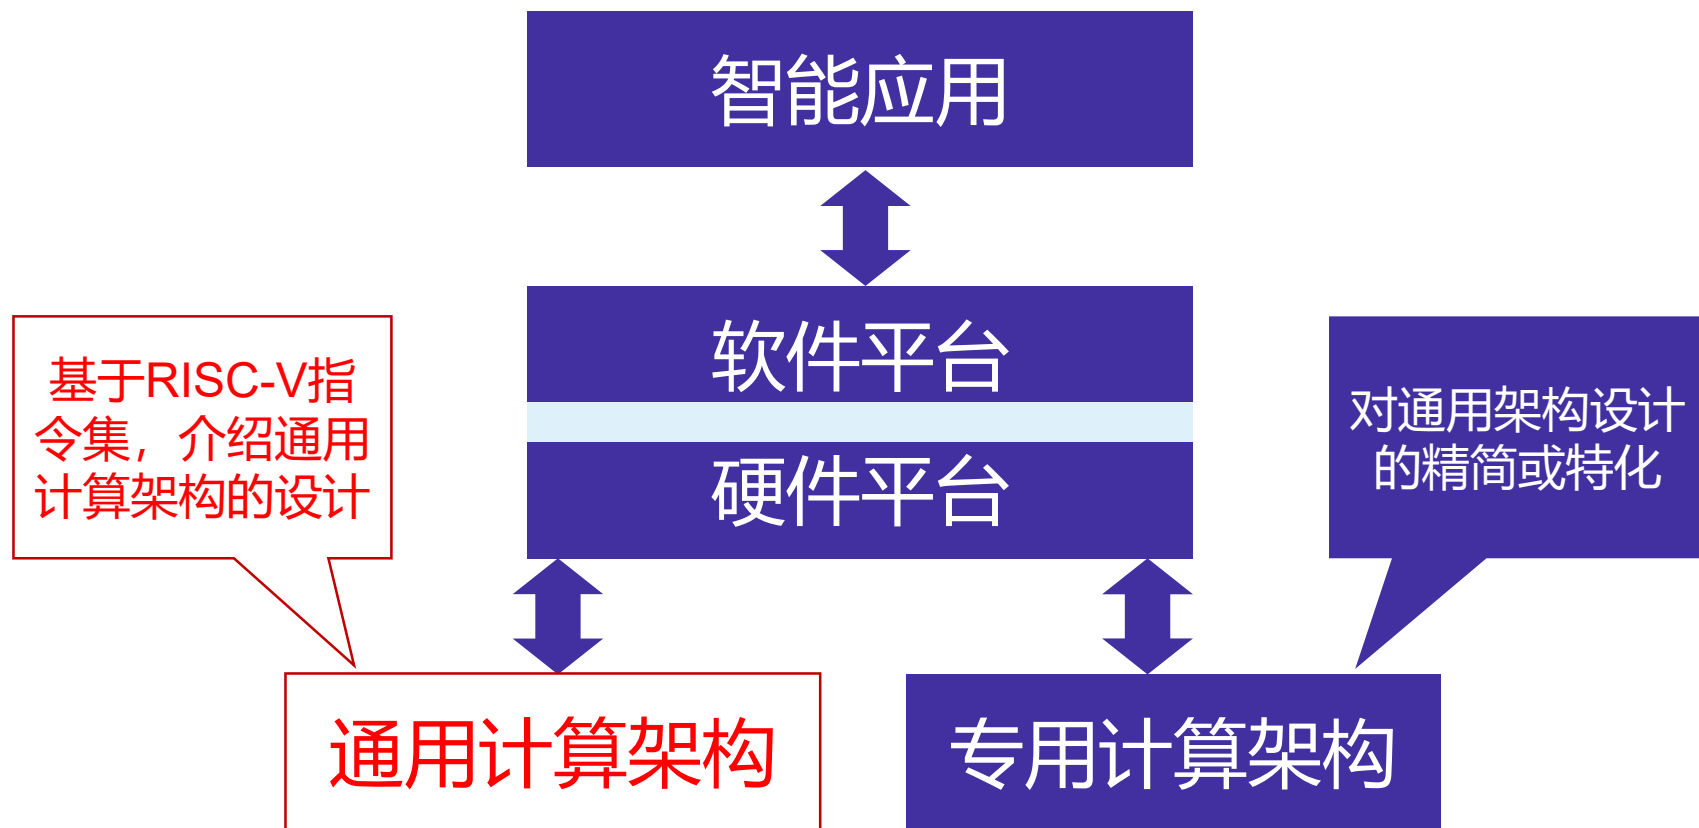 智能应用
软件平台
硬件平台
基于RISC-V指
令集，介绍通用
计算架构的设计
对通用架构设计
的精简或特化
通用计算架构
专用计算架构